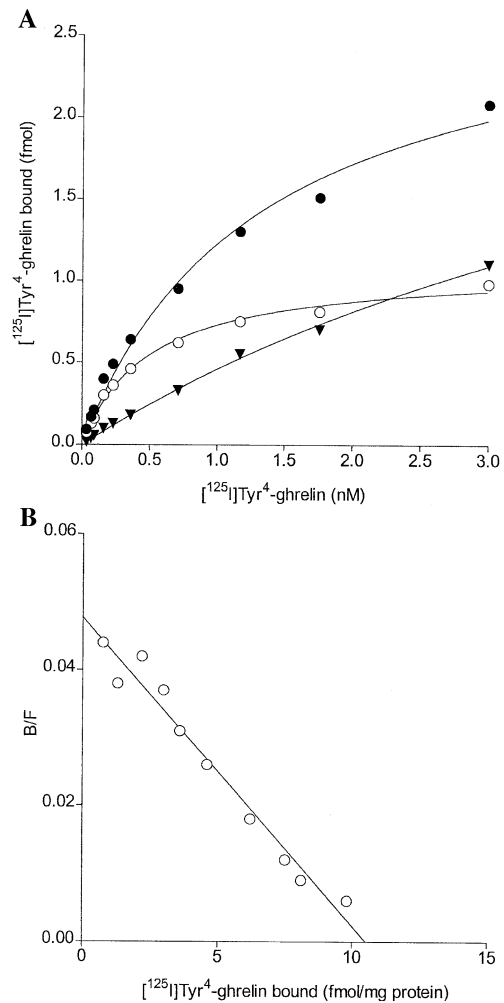 A
[¹²⁵I]Tyr⁴-ghrelin bound (fmol)
2.5
2.0
1.5
1.0
0.5
0.0
0.0 0.5 1.0 1.5 2.0 2.5 3.0
[¹²⁵I]Tyr⁴-ghrelin (nM)
B
B/F
0.06
0.04
0.02
0.00
0 5 10 15
[¹²⁵I]Tyr⁴-ghrelin bound (fmol/mg protein)